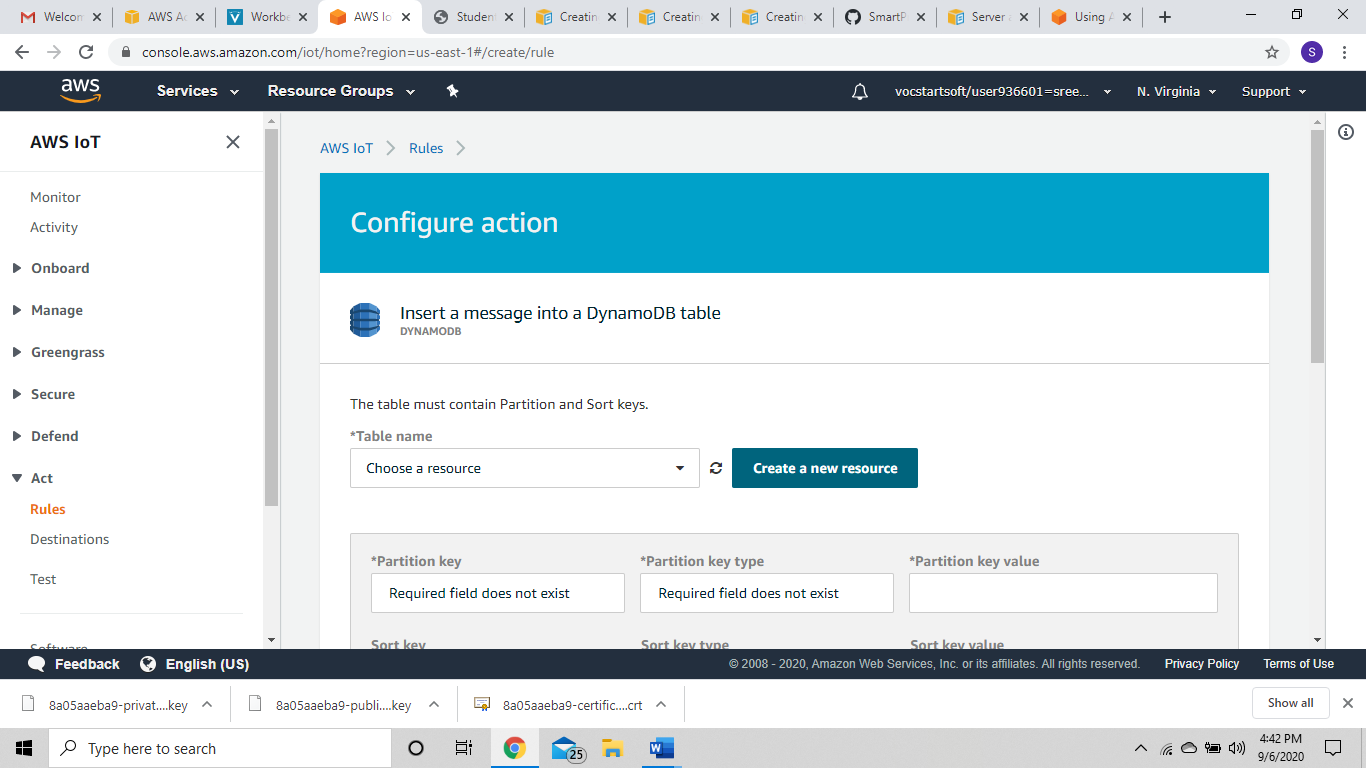 Welcom
AWS Ac
Workbe
AWS Io
Student
Creatin
Creatin
Creatin
SmartP
Server a
Using A
console.aws.amazon.com/iot/home?region=us-east-1#/create/rule
S
aws
Services
Resource Groups
vocstartsoft/user936601=sree...
N. Virginia
Support
AWS IoT
Monitor
Activity
Onboard
Manage
Greengrass
Secure
Defend
Act
Rules
Destinations
Test
Software
AWS IoT
Rules
Configure action
Insert a message into a DynamoDB table
DYNAMODB
The table must contain Partition and Sort keys.
*Table name
Choose a resource
Create a new resource
*Partition key
*Partition key type
*Partition key value
Required field does not exist
Required field does not exist
Sort key
Sort key type
Sort key value
Feedback
English (US)
© 2008 - 2020, Amazon Web Services, Inc. or its affiliates. All rights reserved.
Privacy Policy
Terms of Use
8a05aaeba9-privat....key
8a05aaeba9-publi....key
8a05aaeba9-certific....crt
Show all
Type here to search
25
4:42 PM
9/6/2020